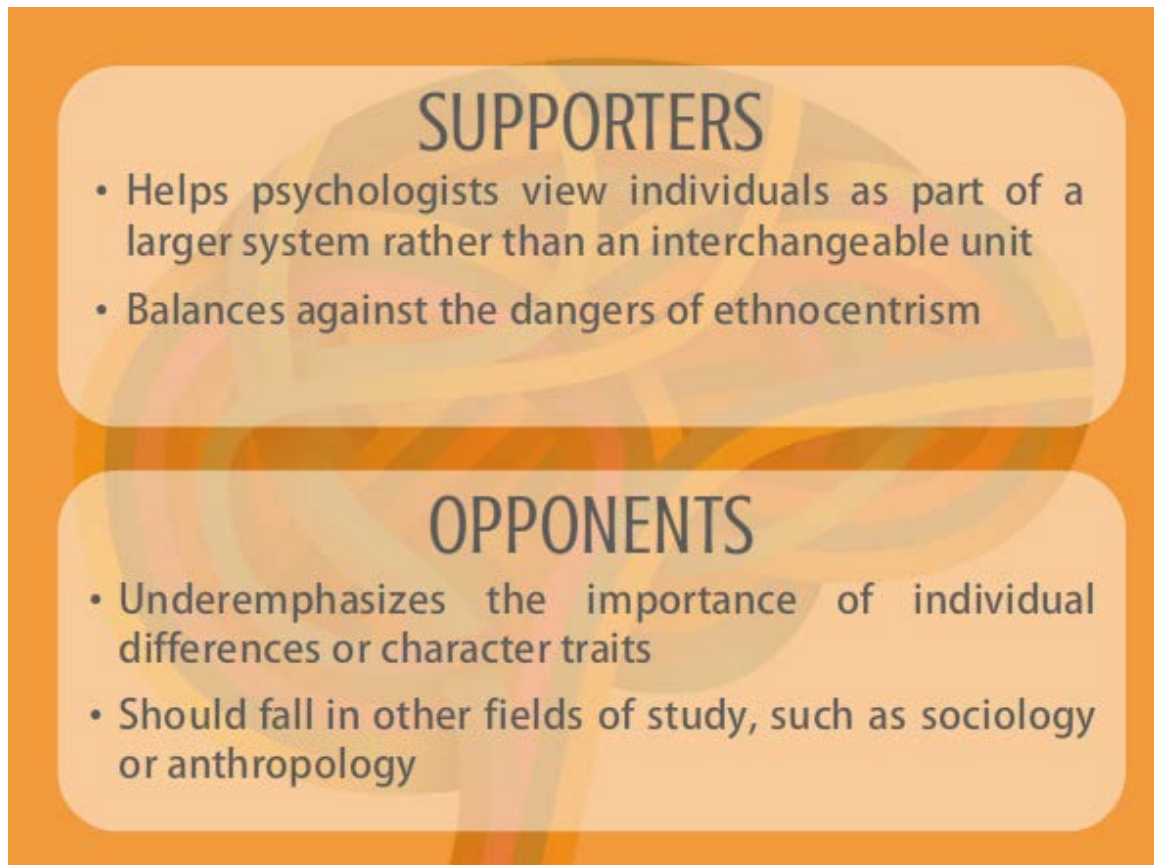 SUPPORTERS
• Helps psychologists view individuals as part of a
larger system rather than an interchangeable unit
• Balances against the dangers of ethnocentrism
OPPONENTS
• Underemphasizes the importance of individual
differences or character traits
• Should fall in other fields of study, such as sociology
or anthropology